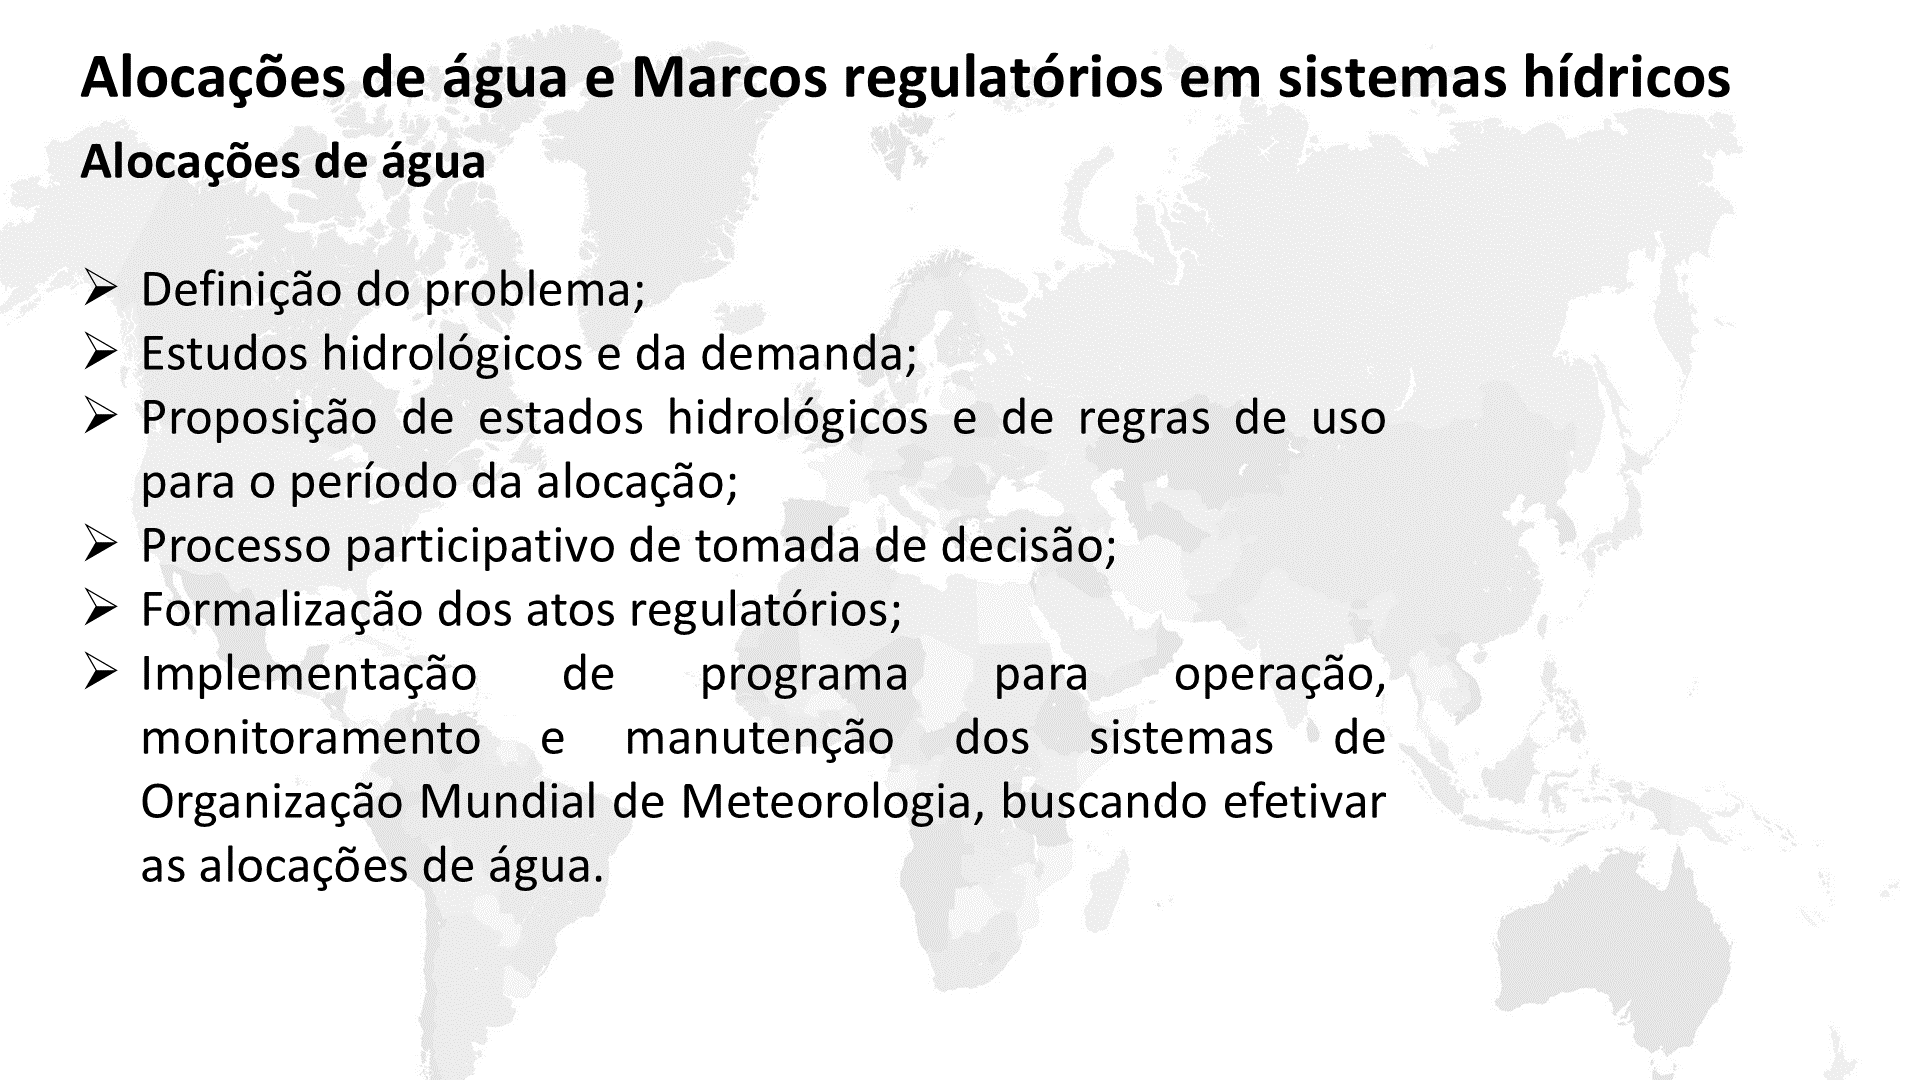 Alocações de água e Marcos regulatórios em sistemas hídricos
Alocações de água
➢ Definição do problema;
➢ Estudos hidrológicos e da demanda;
➢ Proposição de estados hidrológicos e de regras de uso
para o período da alocação;
➢ Processo participativo de tomada de decisão;
➢ Formalização dos atos regulatórios;
➢ Implementação de programa para operação,
monitoramento e manutenção dos sistemas de
Organização Mundial de Meteorologia, buscando efetivar
as alocações de água.